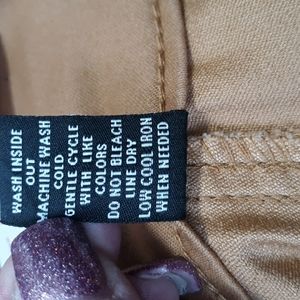 WASH INSIDE
OUT
MACHINE WASH
COLD
GENTLE CYCLE
WITH LIKE
COLORS
DO NOT BLEACH
LINE DRY
LOW COOL IRON
WHEN NEEDED